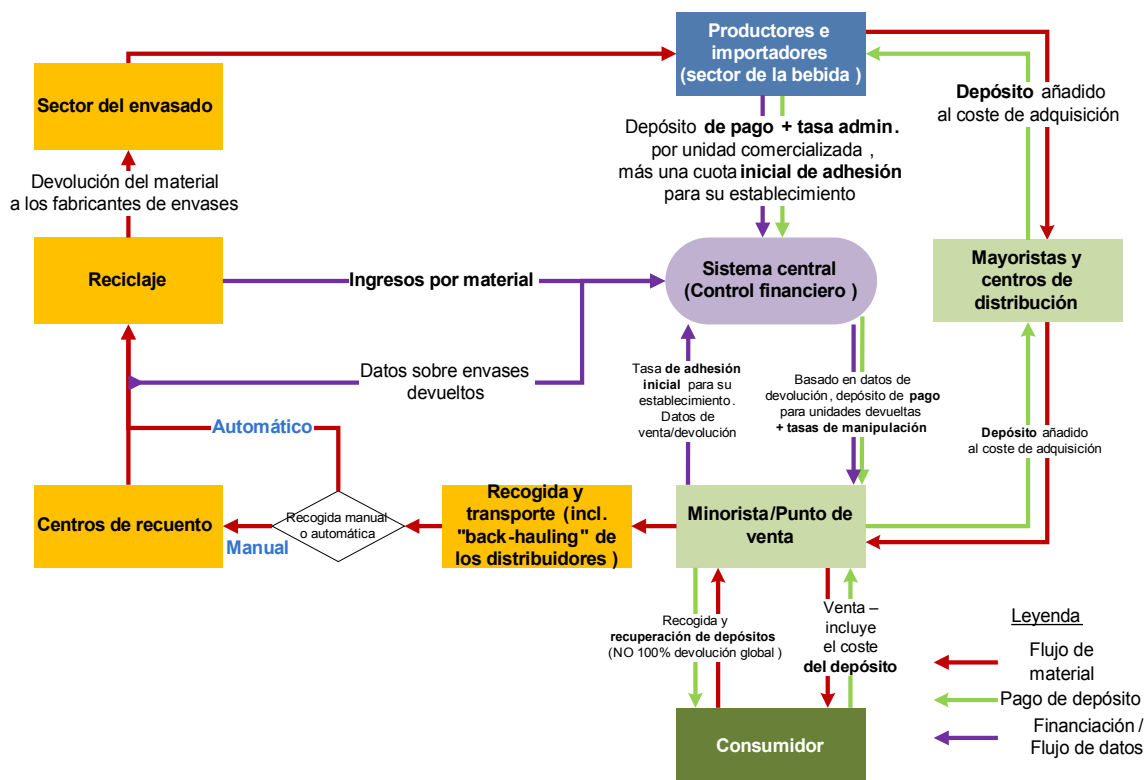 Productores e
importadores
(sector de la bebida )
Sector del envasado
Depósito añadido
al coste de adquisición
Depósito de pago + tasa admin.
por unidad comercializada ,
más una cuota inicial de adhesión
para su establecimiento
Devolución del material
a los fabricantes de envases
Reciclaje
Ingresos por material
Sistema central
(Control financiero )
Mayoristas y
centros de
distribución
Datos sobre envases
devueltos
Tasa de adhesión
inicial para su
establecimiento.
Datos de
venta/devolución
Basado en datos de
devolución, depósito de pago
para unidades devueltas
+ tasas de manipulación
Automático
Depósito añadido
al coste de adquisición
Centros de recuento
Recogida manual
o automática
Manual
Recogida y
transporte (incl.
"back-hauling" de
los distribuidores )
Minorista/Punto de
venta
Recogida y
recuperación de depósitos
(NO 100% devolución global )
Venta –
incluye
el coste
del depósito
Consumidor
Leyenda
Flujo de
material
Pago de depósito
Financiación /
Flujo de datos